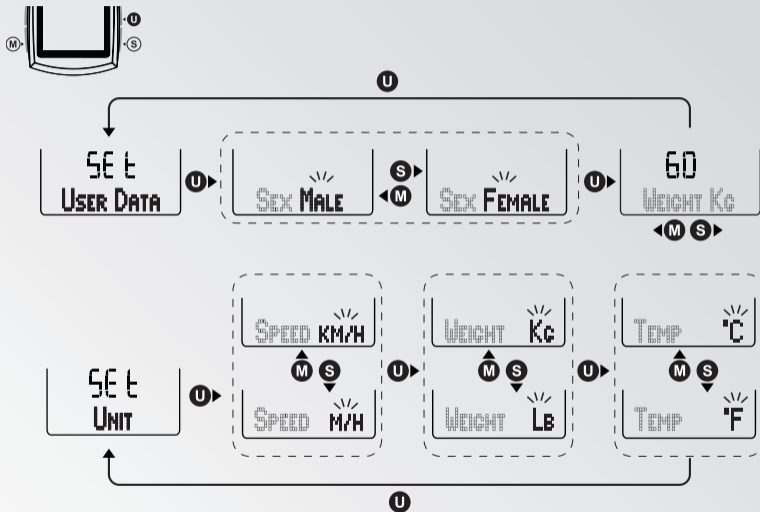 U
M S
U
SEt
USER DATA
U
SEX MALE
S
M
SEX FEMALE
U
60
WEIGHT KG
M S
SEt
UNIT
U
SPEED KM/H
M S
SPEED M/H
U
WEIGHT KG
M S
WEIGHT LB
U
TEMP °C
M S
TEMP °F
U